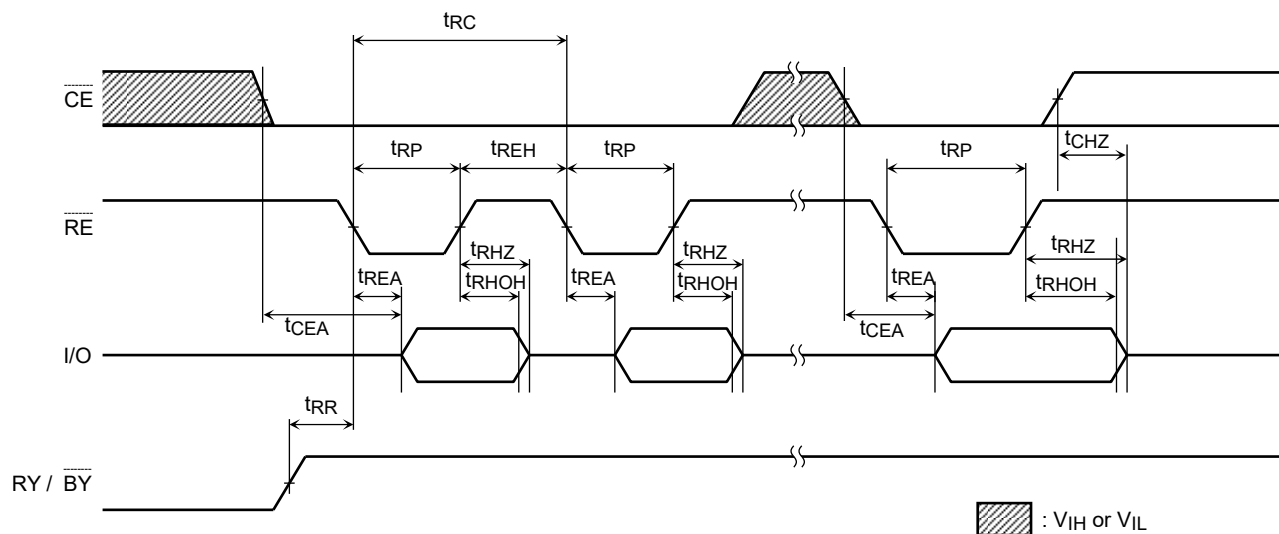 tRC
CE
tCHZ
tRP tREH tRP tRP
RE
tRHZ tRHZ tRHZ
tREA tRHOH tREA tRHOH tREA tRHOH
tCEA tCEA
I/O
tRR
RY / BY
: VIH or VIL